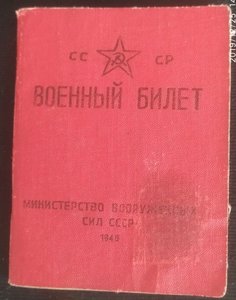 СС СР
ВОЕННЫЙ БИЛЕТ
МИНИСТЕРСТВО ВООРУЖЕННЫХ
СИЛ СССР